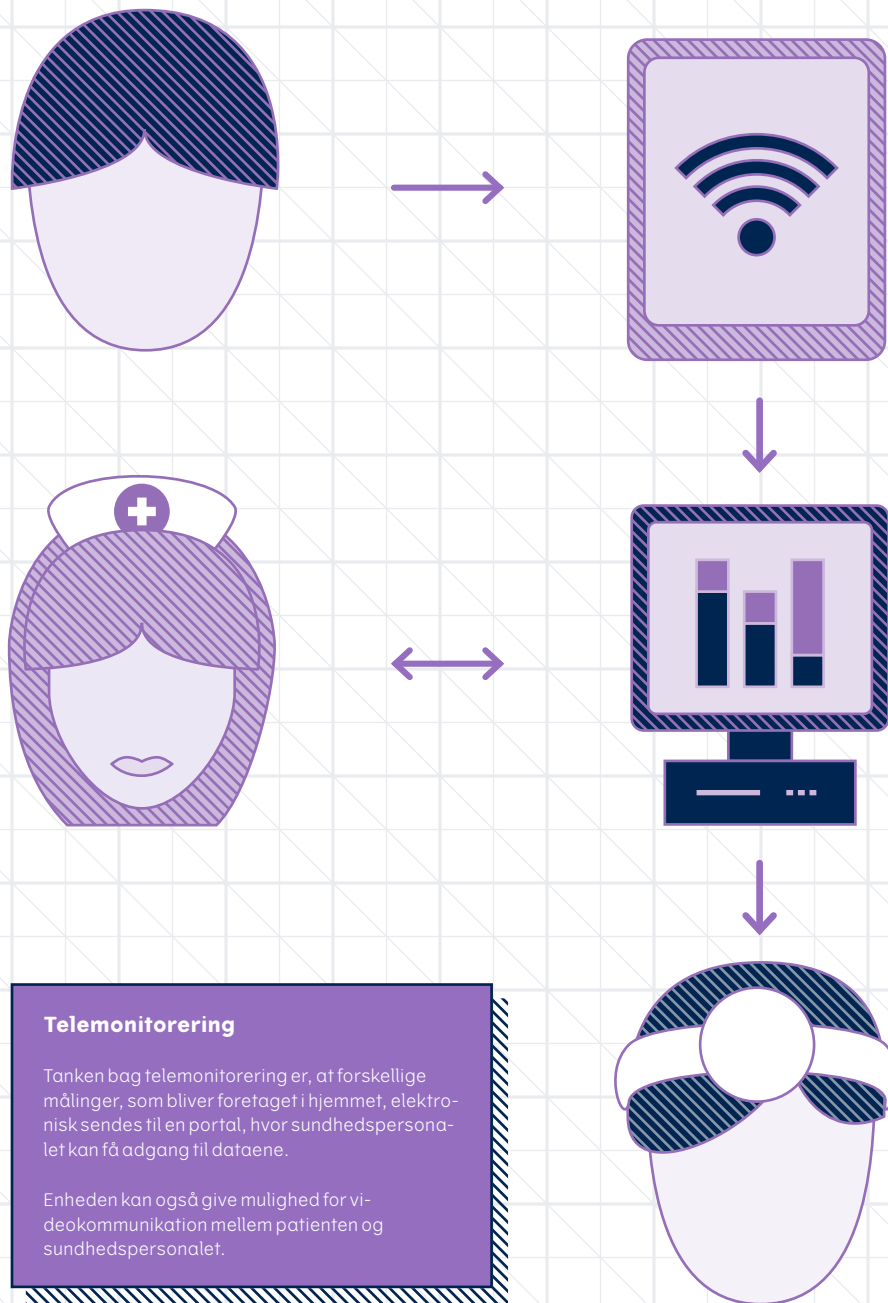 Telemonitorering
Tanken bag telemonitorering er, at forskellige
målinger, som bliver foretaget i hjemmet, elektro-
nisk sendes til en portal, hvor sundhedspersona-
let kan få adgang til dataene.
Enheden kan også give mulighed for vi-
deokommunikation mellem patienten og
sundhedspersonalet.